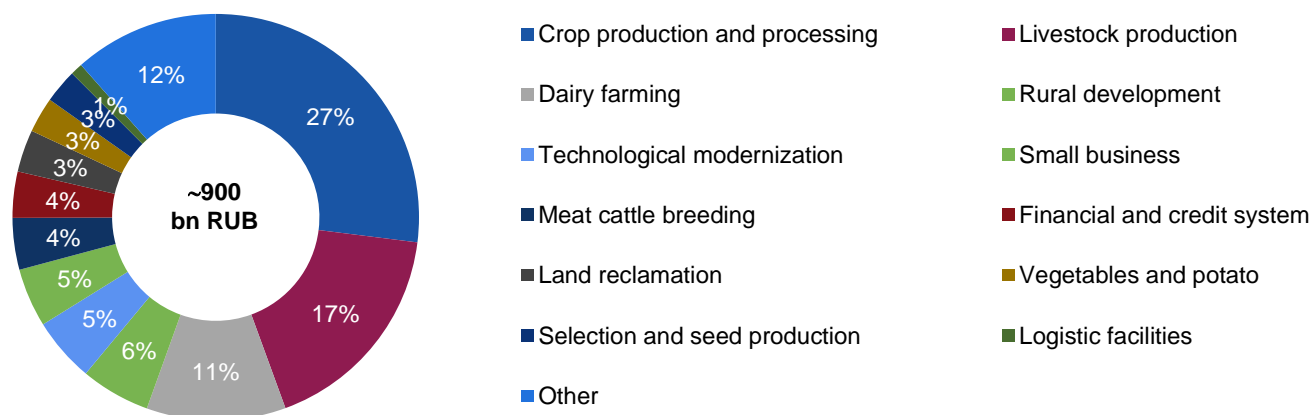 12%
27%
17%
11%
6%
5%
5%
4%
4%
3%
3%
3%
1%
~900
bn RUB
Crop production and processing
Livestock production
Dairy farming
Rural development
Technological modernization
Small business
Meat cattle breeding
Financial and credit system
Land reclamation
Vegetables and potato
Selection and seed production
Logistic facilities
Other